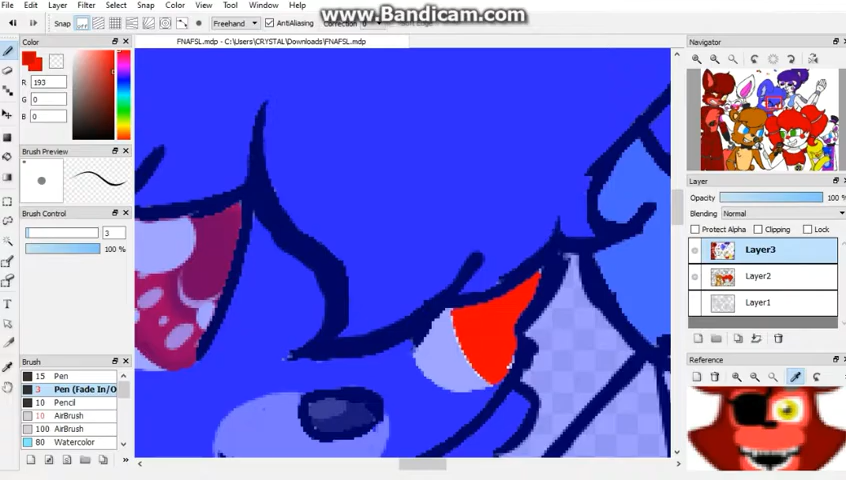 www.Bandicam.com
File Edit View Layer Filter Snap Color Tool Window Help
Snap off Freehand AntiAliasing Correction
FNAFSL.mdp - C:\Users\CRYSTAL\Downloads\FNAFSL.mdp
Color
R 193
G 0
B 0
Brush Preview
Brush Control
3
100 %
Brush
15 Pen
3 Pen (Fade In/O
10 Pencil
10 AirBrush
100 AirBrush
80 Watercolor
Navigator
Layer
Opacity 100 %
Blending Normal
Protect Alpha Clipping Lock
Layer3
Layer2
Layer1
Reference